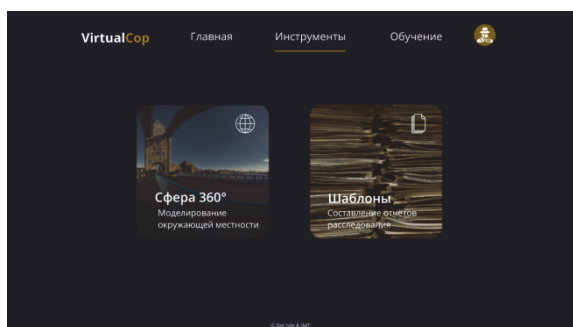 VirtualCop Главная Инструменты Обучение
Сфера 360°
Моделирование
окружающей местности
Шаблоны
Составление отчетов
расследования